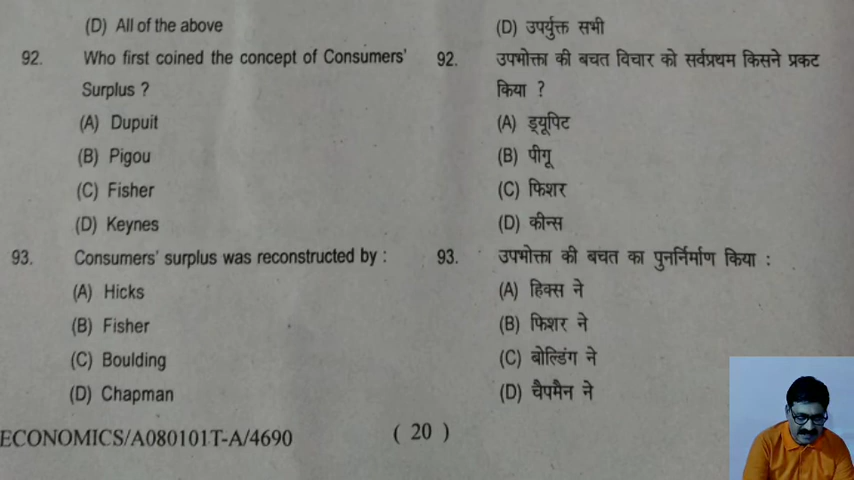 (D) All of the above
92. Who first coined the concept of Consumers'
Surplus ?
(A) Dupuit
(B) Pigou
(C) Fisher
(D) Keynes
93. Consumers' surplus was reconstructed by :
(A) Hicks
(B) Fisher
(C) Boulding
(D) Chapman
(D) उपर्युक्त सभी
92. उपभोक्ता की बचत विचार को सर्वप्रथम किसने प्रकट
किया ?
(A) ड्यूपिट
(B) पीगू
(C) फिशर
(D) कीन्स
93. उपभोक्ता की बचत का पुनर्निर्माण किया :
(A) हिक्स ने
(B) फिशर ने
(C) बोल्डिंग ने
(D) चैपमैन ने
ECONOMICS/A080101T-A/4690
( 20 )